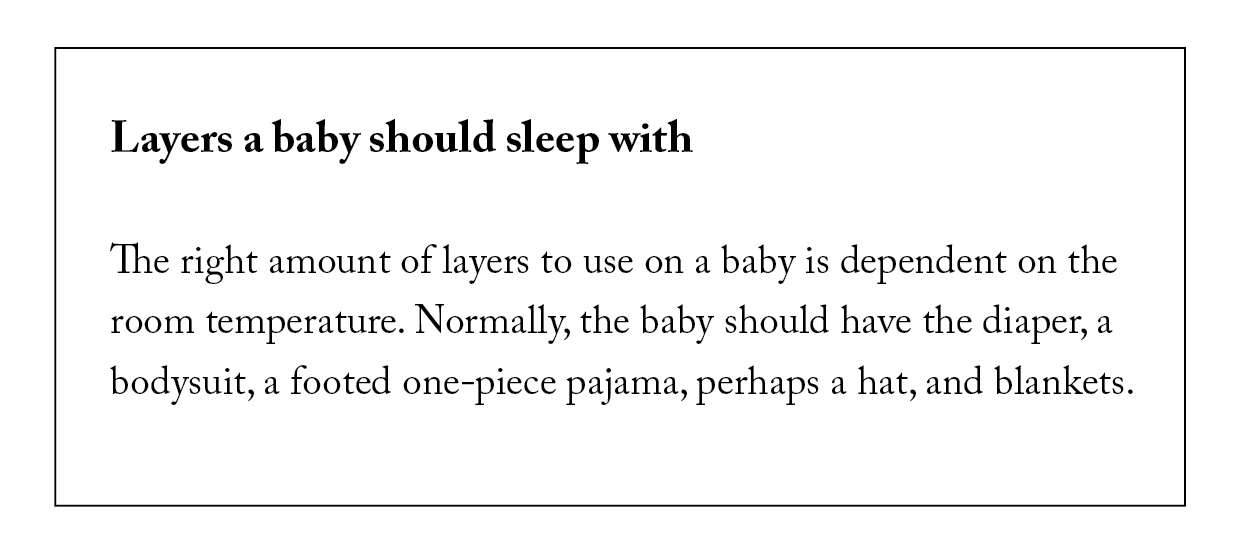 Layers a baby should sleep with
The right amount of layers to use on a baby is dependent on the
room temperature. Normally, the baby should have the diaper, a
bodysuit, a footed one-piece pajama, perhaps a hat, and blankets.